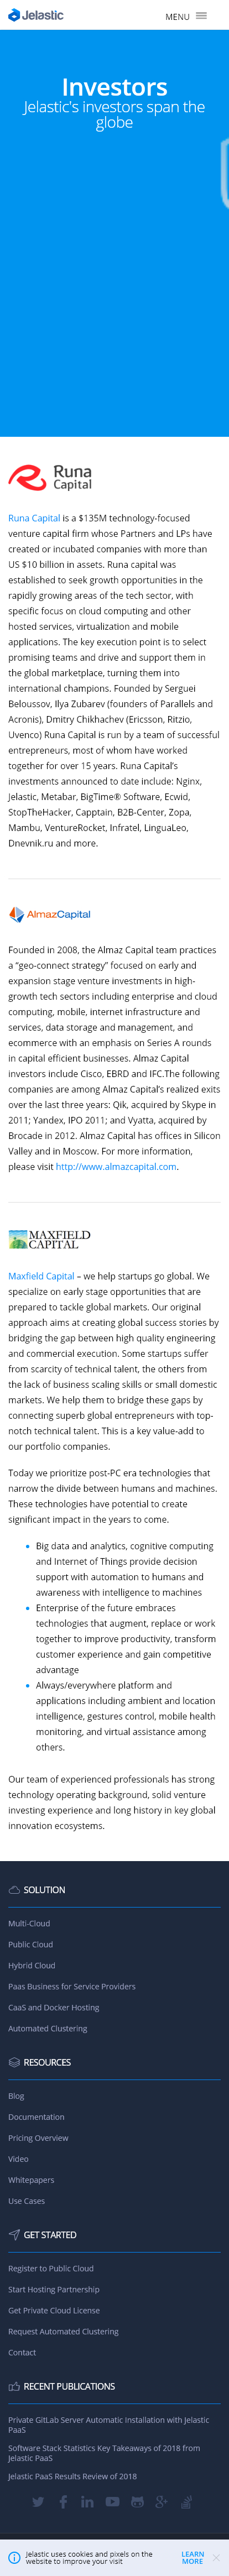 Jelastic
MENU
Investors
Jelastic's investors span the
globe
Runa
Capital
Runa Capital is a $135M technology-focused
venture capital firm whose Partners and LPs have
created or incubated companies with more than
US $10 billion in assets. Runa capital was
established to seek growth opportunities in the
rapidly growing areas of the tech sector, with
specific focus on cloud computing and other
hosted services, virtualization and mobile
applications. The key execution point is to select
promising teams and drive and support them in
the global marketplace, turning them into
international champions. Founded by Serguei
Beloussov, Ilya Zubarev (founders of Parallels and
Acronis), Dmitry Chikhachev (Ericsson, Ritzio,
Uvenco) Runa Capital is run by a team of successful
entrepreneurs, most of whom have worked
together for over 15 years. Runa Capital's
investments announced to date include: Nginx,
Jelastic, Metabar, BigTime® Software, Ecwid,
StopTheHacker, Capptain, B2B-Center, Zopa,
Mambu, VentureRocket, Infratel, LinguaLeo,
Dnevnik.ru and more.
AlmazCapital
Founded in 2008, the Almaz Capital team practices
a "geo-connect strategy" focused on early and
expansion stage venture investments in high-
growth tech sectors including enterprise and cloud
computing, mobile, internet infrastructure and
services, data storage and management, and
ecommerce with an emphasis on Series A rounds
in capital efficient businesses. Almaz Capital
investors include Cisco, EBRD and IFC.The following
companies are among Almaz Capital's realized exits
over the last three years: Qik, acquired by Skype in
2011; Yandex, IPO 2011; and Vyatta, acquired by
Brocade in 2012. Almaz Capital has offices in Silicon
Valley and in Moscow. For more information,
please visit http://www.almazcapital.com.
MAXFIELD
CAPITAL
Maxfield Capital – we help startups go global. We
specialize on early stage opportunities that are
prepared to tackle global markets. Our original
approach aims at creating global success stories by
bridging the gap between high quality engineering
and commercial execution. Some startups suffer
from scarcity of technical talent, the others from
the lack of business scaling skills or small domestic
markets. We help them to bridge these gaps by
connecting superb global entrepreneurs with top-
notch technical talent. This is a key value-add to
our portfolio companies.
Today we prioritize post-PC era technologies that
narrow the divide between humans and machines.
These technologies have potential to create
significant impact in the years to come.
Big data and analytics, cognitive computing
and Internet of Things provide decision
support with automation to humans and
awareness with intelligence to machines
Enterprise of the future embraces
technologies that augment, replace or work
together to improve productivity, transform
customer experience and gain competitive
advantage
Always/everywhere platform and
applications including ambient and location
intelligence, gestures control, mobile health
monitoring, and virtual assistance among
others.
Our team of experienced professionals has strong
technology operating background, solid venture
investing experience and long history in key global
innovation ecosystems.
SOLUTION
Multi-Cloud
Public Cloud
Hybrid Cloud
Paas Business for Service Providers
CaaS and Docker Hosting
Automated Clustering
RESOURCES
Blog
Documentation
Pricing Overview
Video
Whitepapers
Use Cases
GET STARTED
Register to Public Cloud
Start Hosting Partnership
Get Private Cloud License
Request Automated Clustering
Contact
RECENT PUBLICATIONS
Private GitLab Server Automatic Installation with Jelastic
PaaS
Software Stack Statistics Key Takeaways of 2018 from
Jelastic PaaS
Jelastic PaaS Results Review of 2018
Jelastic uses cookies and pixels on the
website to improve your visit
LEARN
MORE